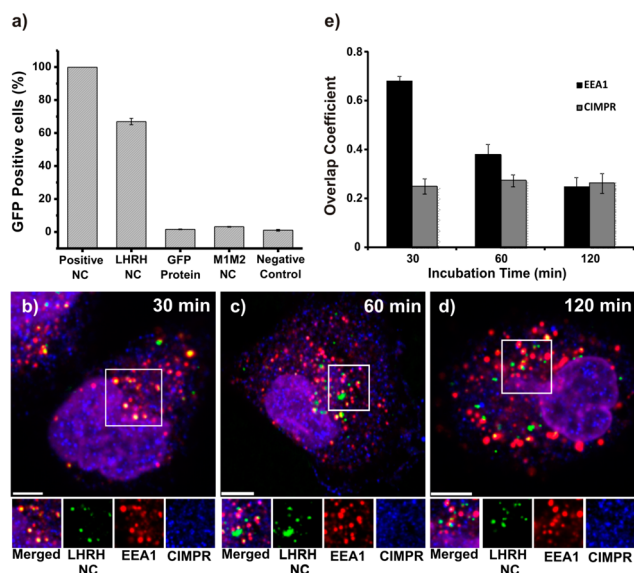 a)
GFP Positive cells (%)
100
80
60
40
20
0
Positive NC
LHRH NC
GFP Protein
M1M2 NC
Negative Control
e)
Overlap Coefficient
0.8
0.6
0.4
0.2
0
EEA1
CIMPR
30
60
120
Incubation Time (min)
b)
30 min
c)
60 min
d)
120 min
Merged
LHRH NC
EEA1
CIMPR
Merged
LHRH NC
EEA1
CIMPR
Merged
LHRH NC
EEA1
CIMPR